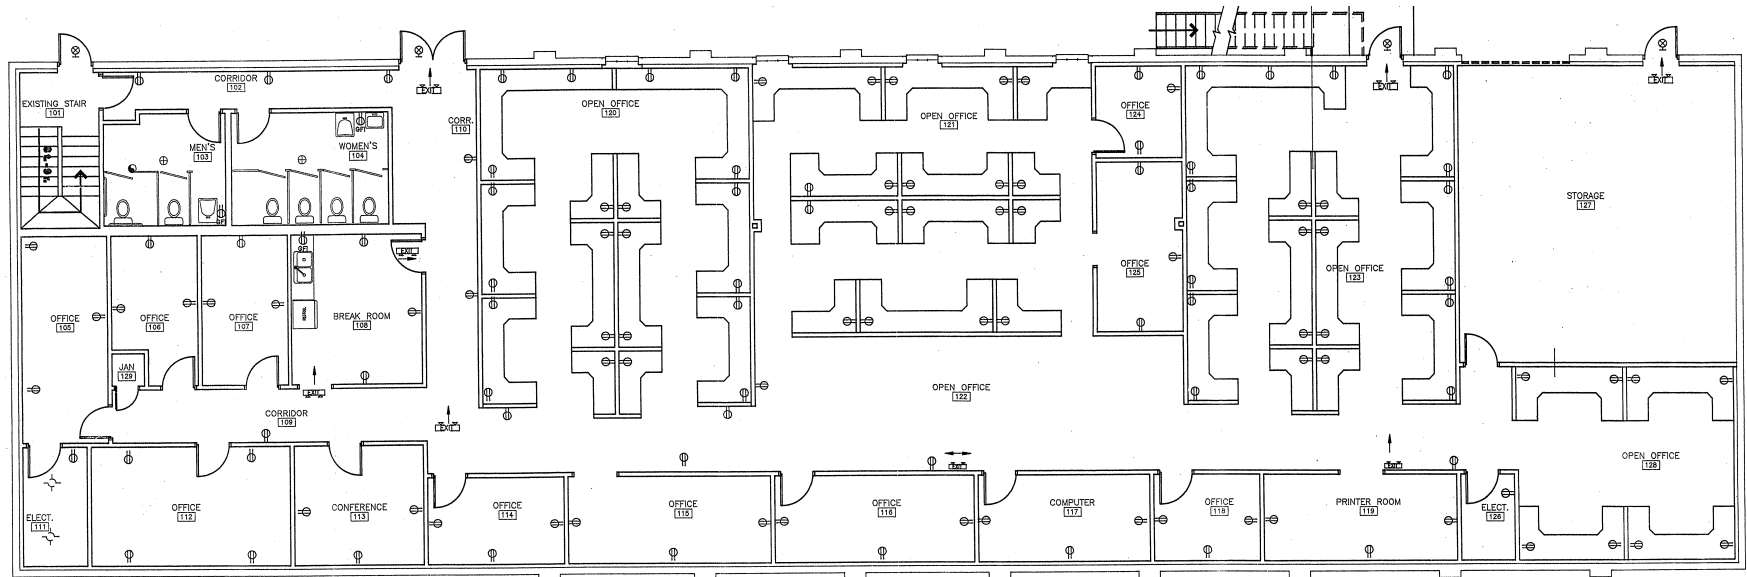 EXISTING STAIR
101
CORRIDOR
102
MEN'S
103
WOMEN'S
104
GFI
GFI
EXIT
CORR.
110
OPEN OFFICE
120
OPEN OFFICE
121
OFFICE
124
OFFICE
125
EXIT
OPEN OFFICE
123
EXIT
STORAGE
127
OFFICE
105
OFFICE
106
OFFICE
107
GFI
BREAK ROOM
108
EXIT
JAN
129
EXIT
CORRIDOR
109
EXIT
OPEN OFFICE
122
EXIT
EXIT
OPEN OFFICE
128
ELECT.
111
OFFICE
112
CONFERENCE
113
OFFICE
114
OFFICE
115
OFFICE
116
COMPUTER
117
OFFICE
118
PRINTER ROOM
119
ELECT.
126